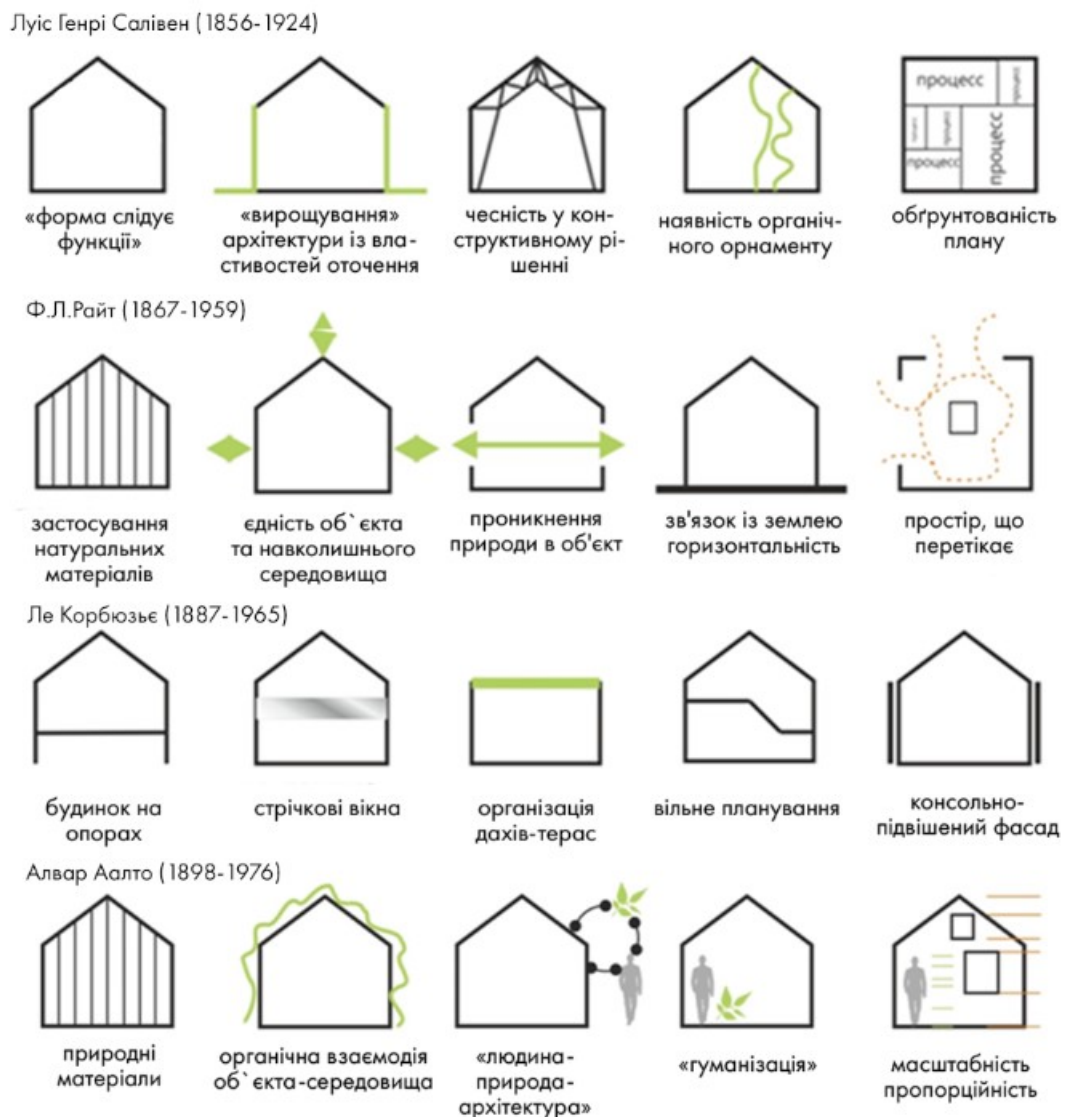 Луіс Генрі Салівен (1856-1924)
процесс
процесс
процесс
процесс
процесс
процесс
«форма слідує
функції»
«вирощування»
архітектури із вла-
стивостей оточення
чесність у кон-
структивному рі-
шенні
наявність органіч-
ного орнаменту
обґрунтованість
плану
Ф.Л.Райт (1867-1959)
застосування
натуральних
матеріалів
єдність об`єкта
та навколишнього
середовища
проникнення
природи в об'єкт
зв'язок із землею
горизонтальність
простір, що
перетікає
Ле Корбюзьє (1887-1965)
будинок на
опорах
стрічкові вікна
організація
дахів-терас
вільне планування
консольно-
підвішений фасад
Алвар Аалто (1898-1976)
природні
матеріали
органічна взаємодія
об`єкта-середовища
«людина-
природа-
архітектура»
«гуманізація»
масштабність
пропорційність